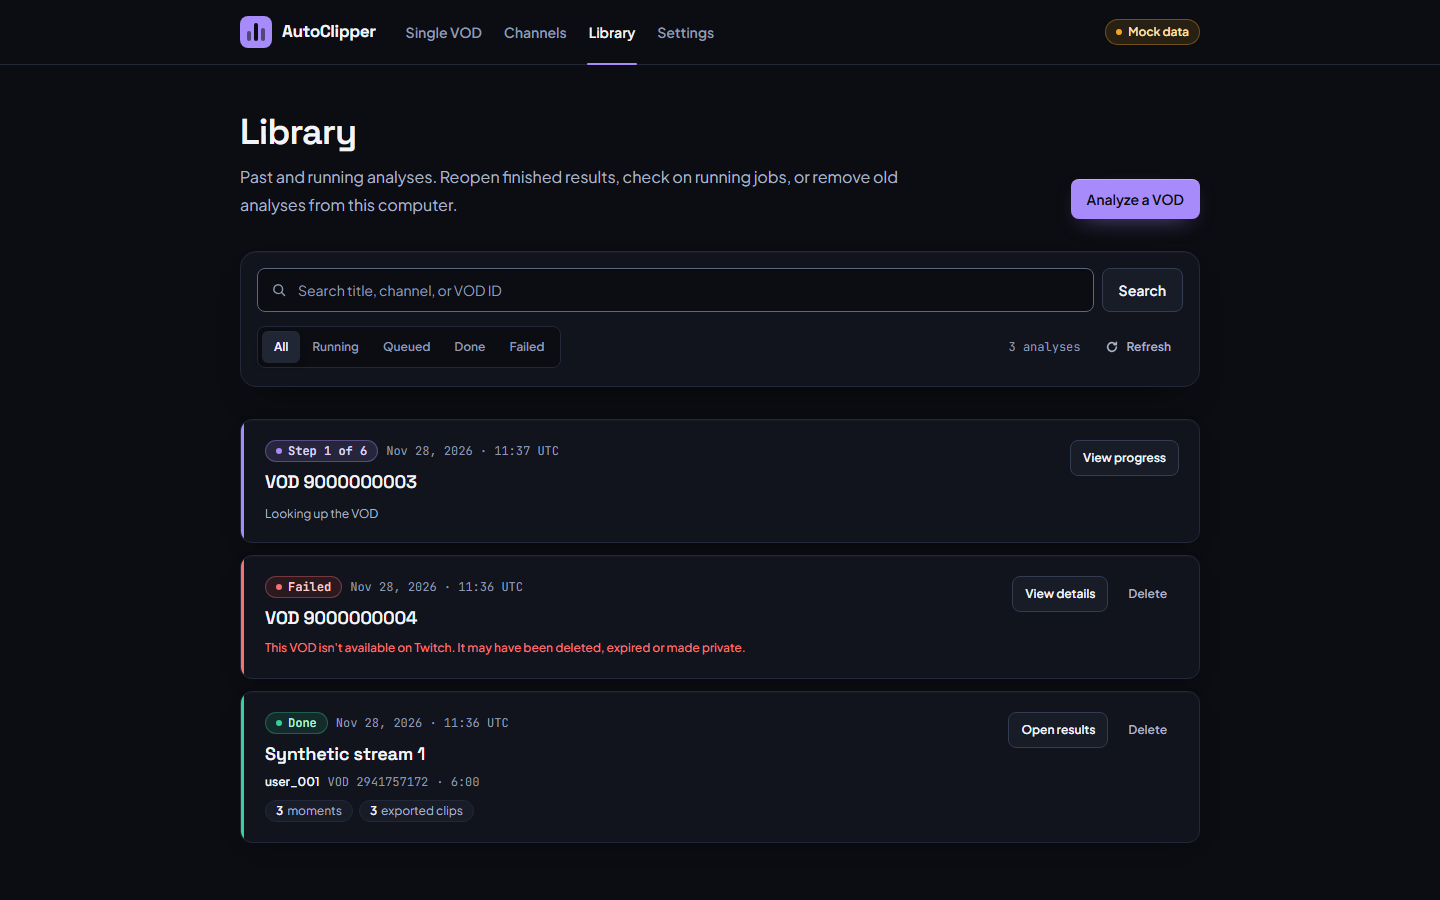 AutoClipper
Single VOD
Channels
Library
Settings
Mock data
Library
Past and running analyses. Reopen finished results, check on running jobs, or remove old
analyses from this computer.
Analyze a VOD
Search title, channel, or VOD ID
Search
All
Running
Queued
Done
Failed
3 analyses
Refresh
Step 1 of 6
Nov 28, 2026 · 11:37 UTC
View progress
VOD 9000000003
Looking up the VOD
Failed
Nov 28, 2026 · 11:36 UTC
View details
Delete
VOD 9000000004
This VOD isn't available on Twitch. It may have been deleted, expired or made private.
Done
Nov 28, 2026 · 11:36 UTC
Open results
Delete
Synthetic stream 1
user_001 VOD 2941757172 · 6:00
3 moments
3 exported clips